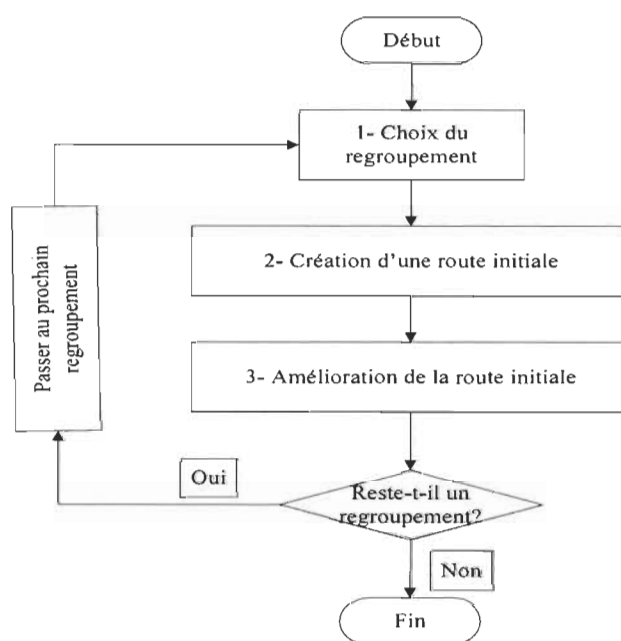 Début
1- Choix du
regroupement
2- Création d'une route initiale
3- Amélioration de la route initiale
Reste-t-il un
regroupement?
Oui
Passer au prochain
regroupement
Non
Fin